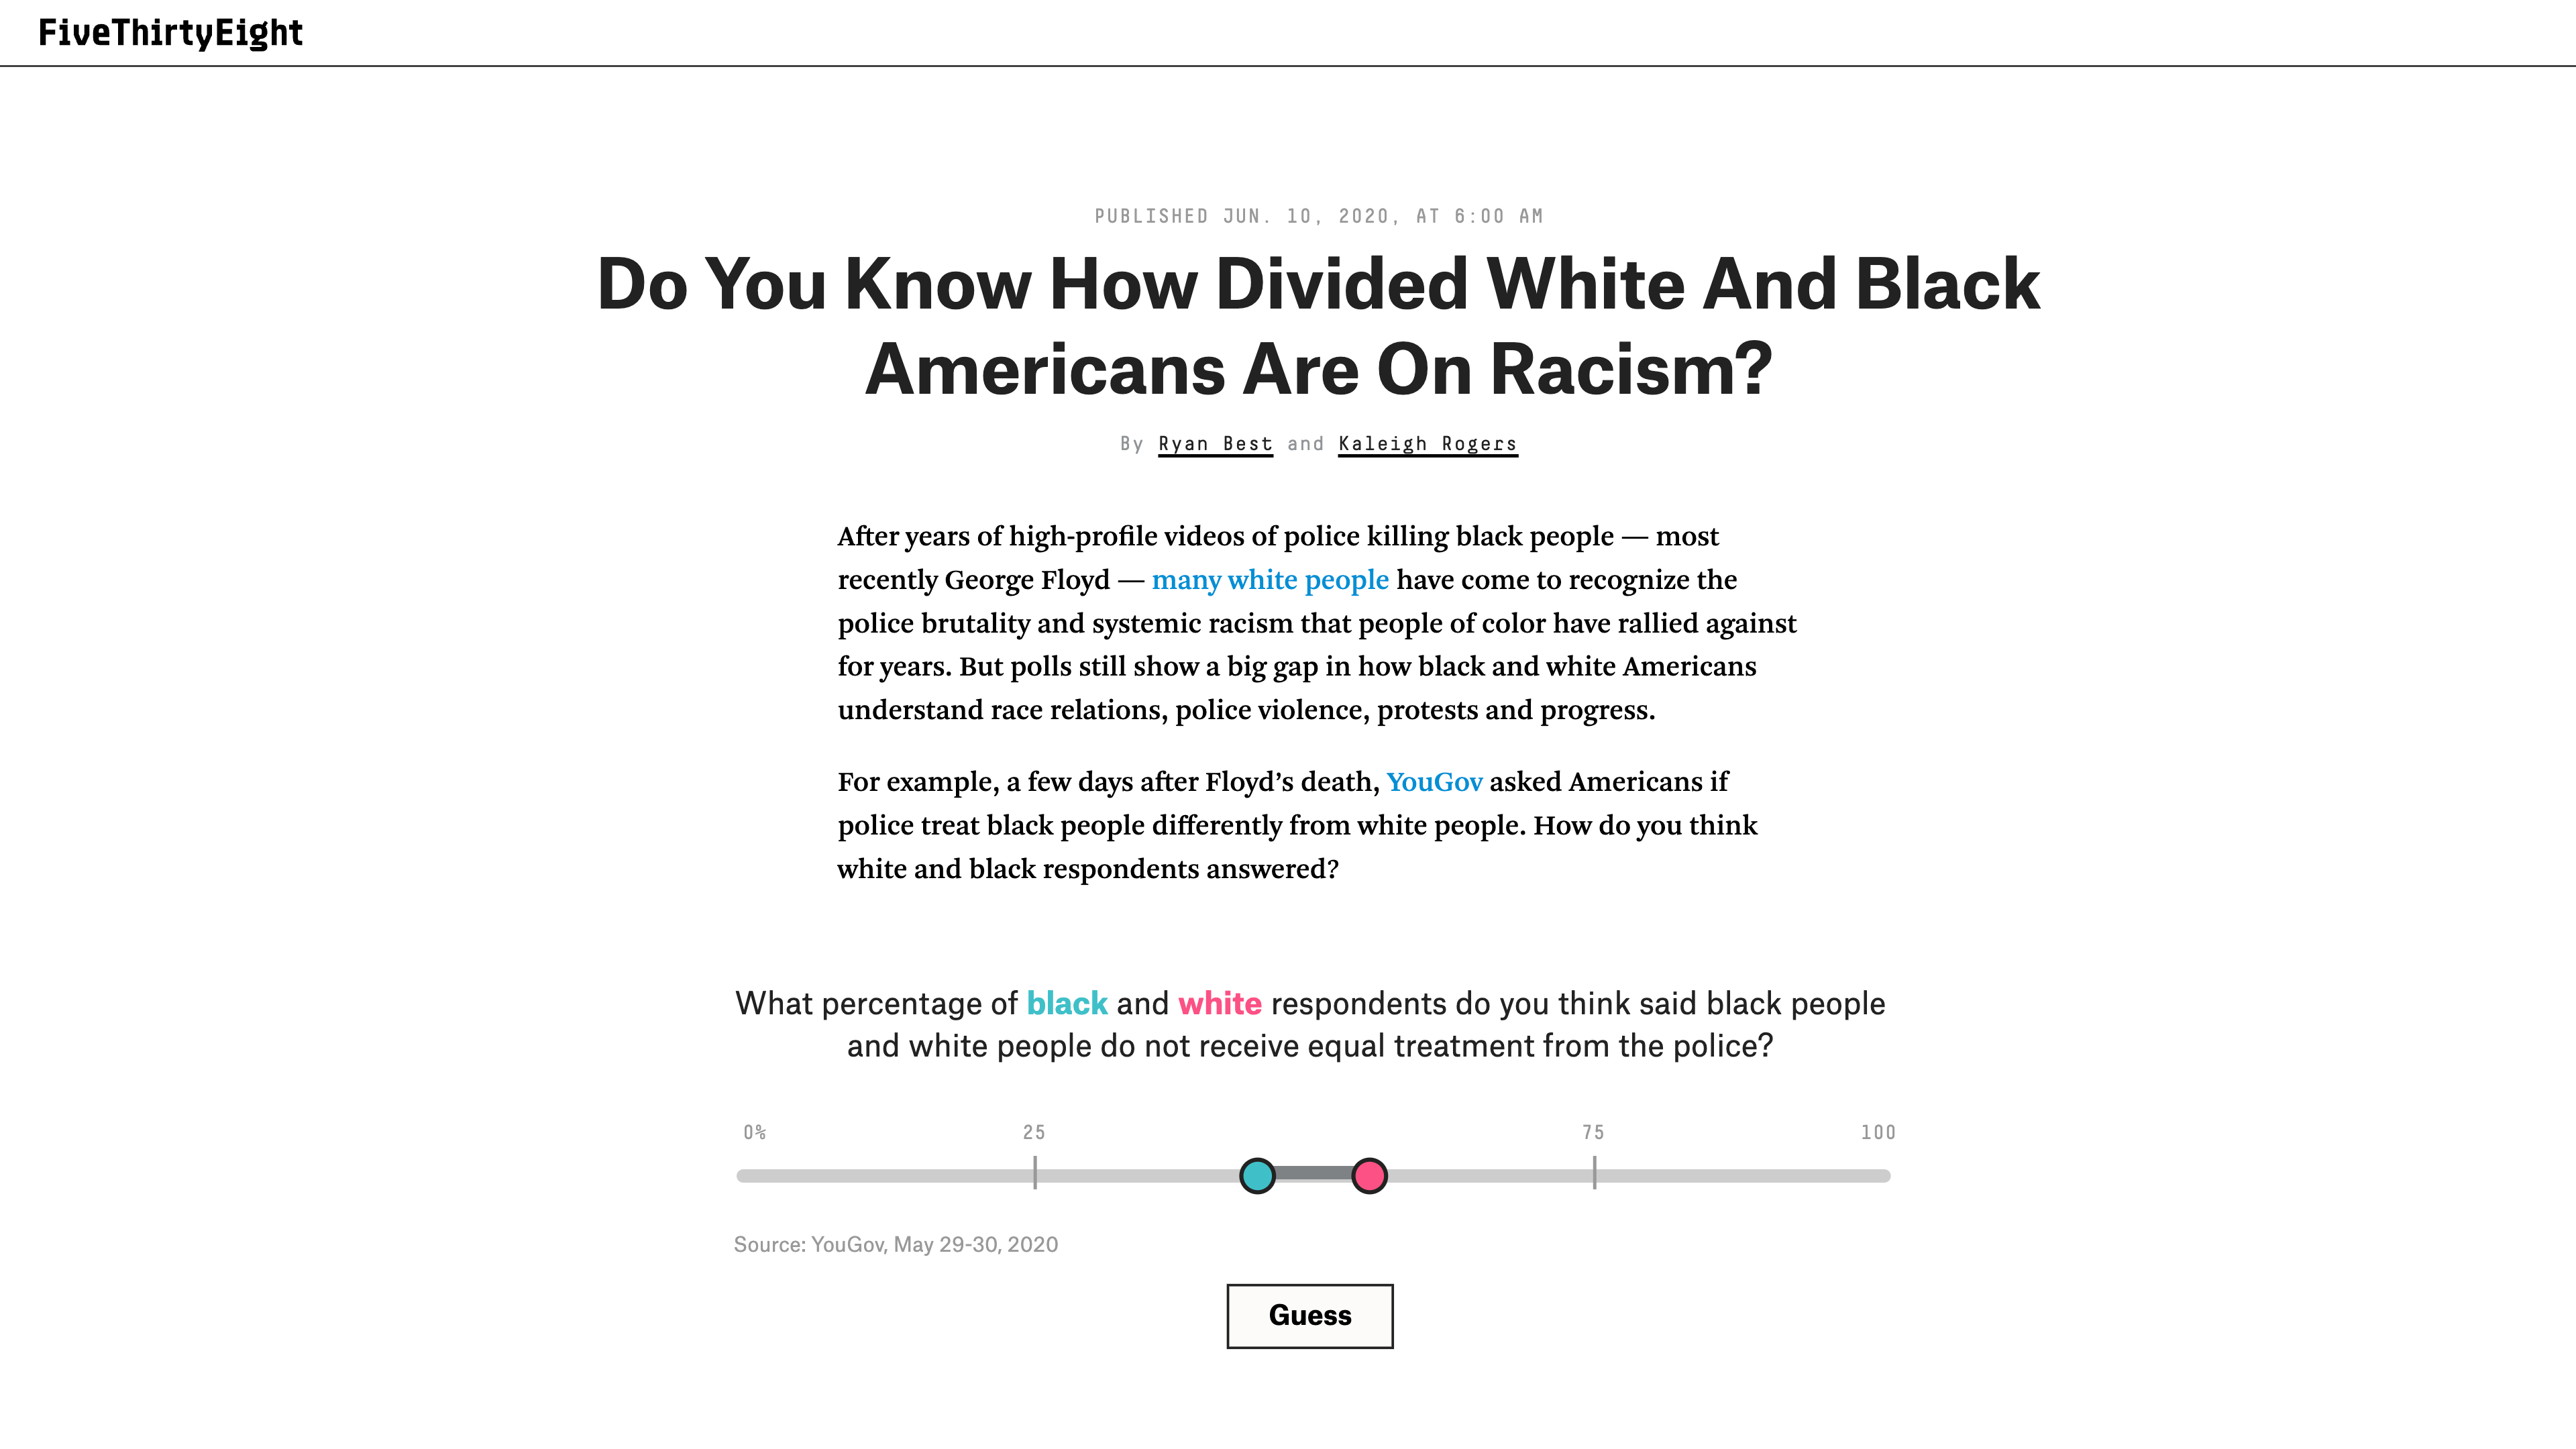 FiveThirtyEight
PUBLISHED JUN. 10, 2020, AT 6:00 AM
Do You Know How Divided White And Black
Americans Are On Racism?
By Ryan Best and Kaleigh Rogers
After years of high-profile videos of police killing black people — most
recently George Floyd — many white people have come to recognize the
police brutality and systemic racism that people of color have rallied against
for years. But polls still show a big gap in how black and white Americans
understand race relations, police violence, protests and progress.
For example, a few days after Floyd’s death, YouGov asked Americans if
police treat black people differently from white people. How do you think
white and black respondents answered?
What percentage of black and white respondents do you think said black people
and white people do not receive equal treatment from the police?
0% 25 75 100
Source: YouGov, May 29-30, 2020
Guess